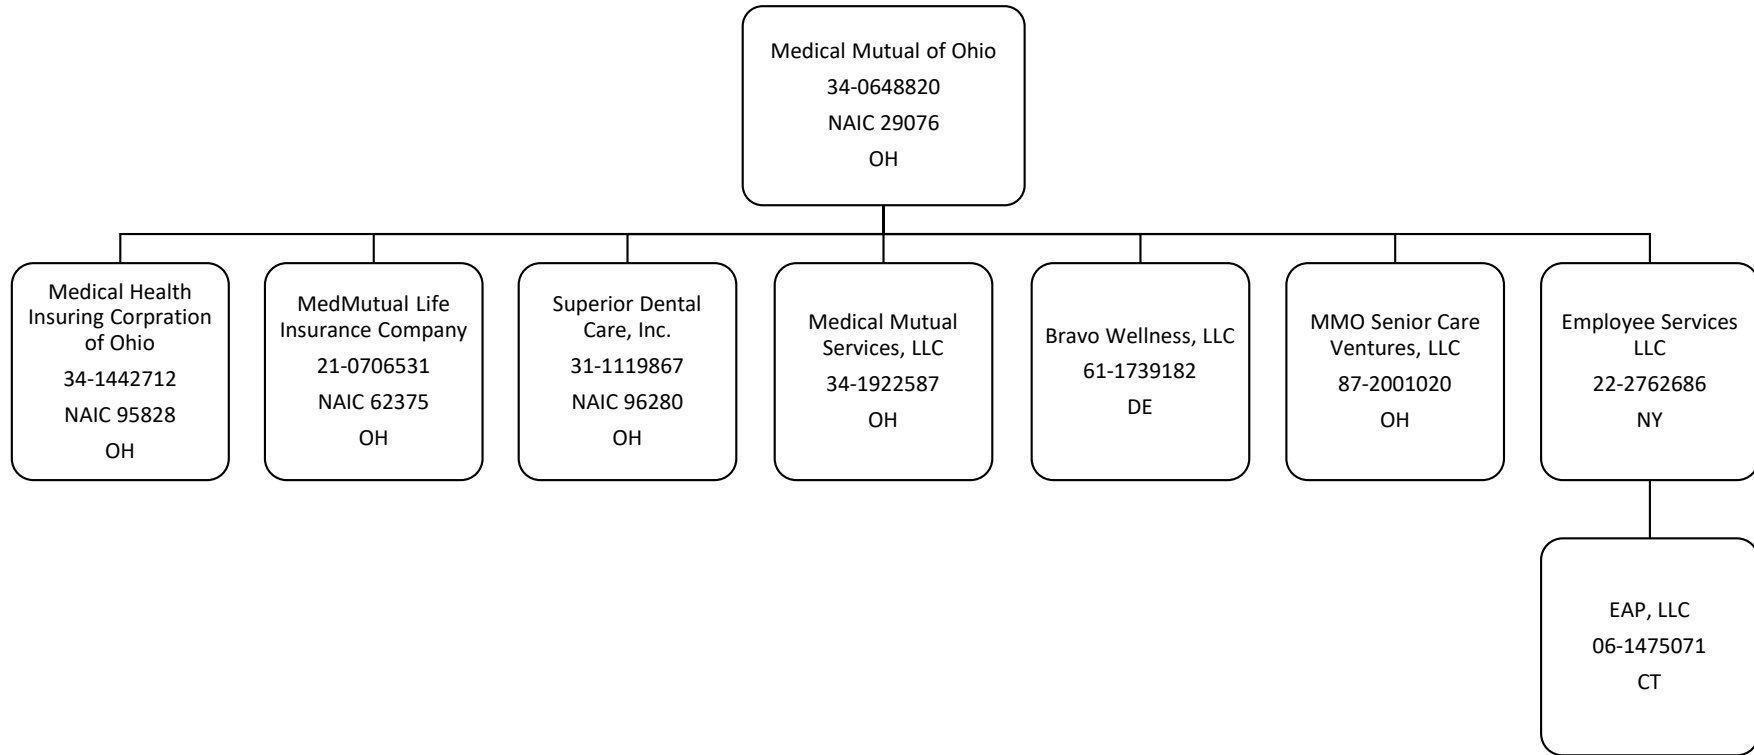 Medical Mutual of Ohio
34-0648820
NAIC 29076
OH
Medical Health
Insuring Corpration
of Ohio
34-1442712
NAIC 95828
OH
MedMutual Life
Insurance Company
21-0706531
NAIC 62375
OH
Superior Dental
Care, Inc.
31-1119867
NAIC 96280
OH
Medical Mutual
Services, LLC
34-1922587
OH
Bravo Wellness, LLC
61-1739182
DE
MMO Senior Care
Ventures, LLC
87-2001020
OH
Employee Services
LLC
22-2762686
NY
EAP, LLC
06-1475071
CT